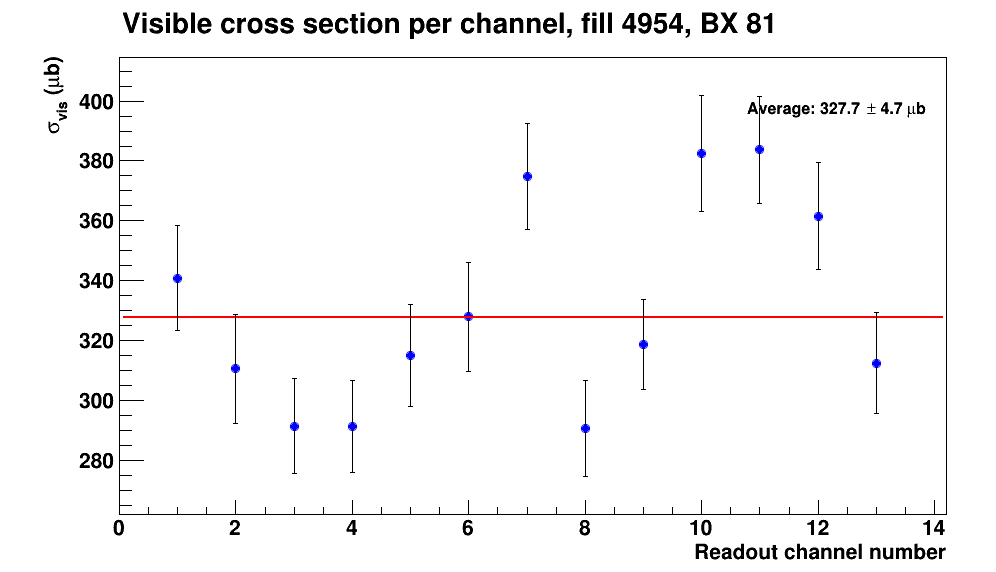 Visible cross section per channel, fill 4954, BX 81
σvis (μb)
400
380
360
340
320
300
280
Average: 327.7 ± 4.7 μb
0 2 4 6 8 10 12 14
Readout channel number